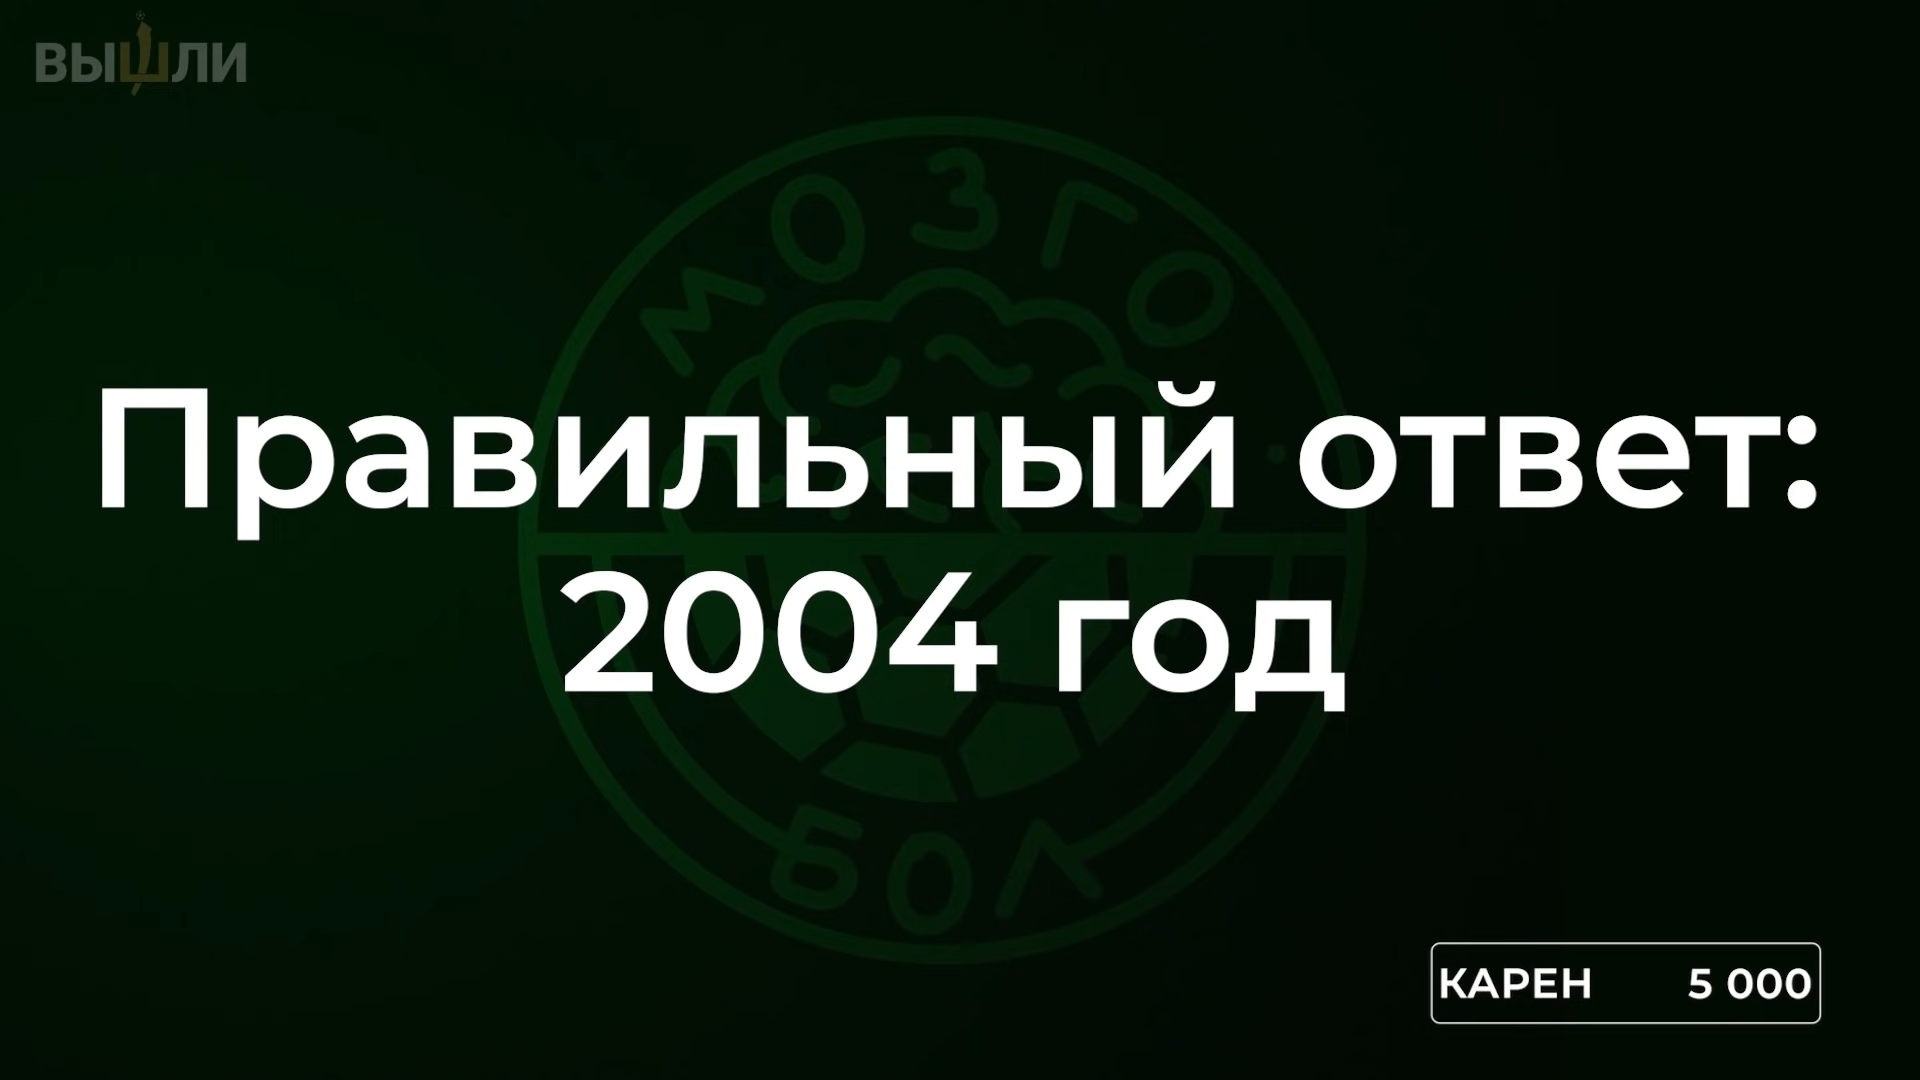 ВЫШЛИ
МОЗГО
Правильный ответ:
2004 год
БОЛ
КАРЕН 5 000